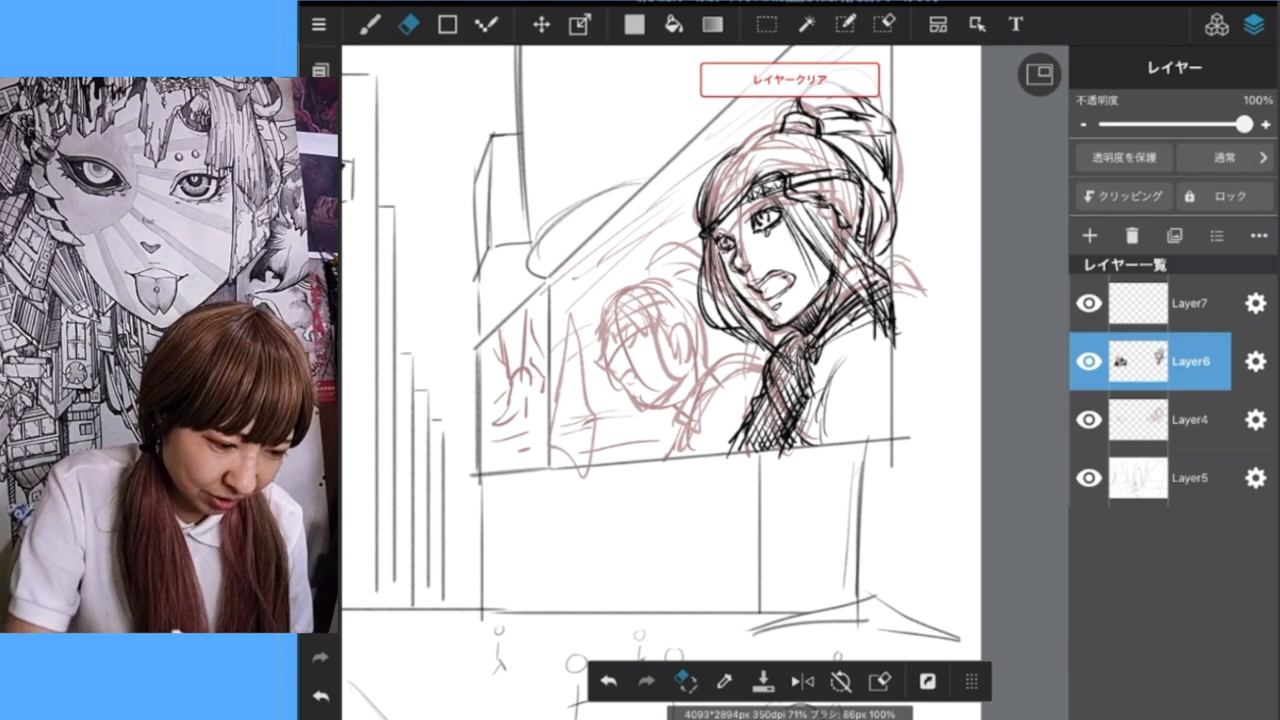 T
レイヤー
レイヤークリア
不透明度
100%
透明度を保護
通常
クリッピング
ロック
レイヤー一覧
Layer7
Layer6
Layer4
Layer5
4093*2894px 350dpi 71% ブラシ: 86px 100%